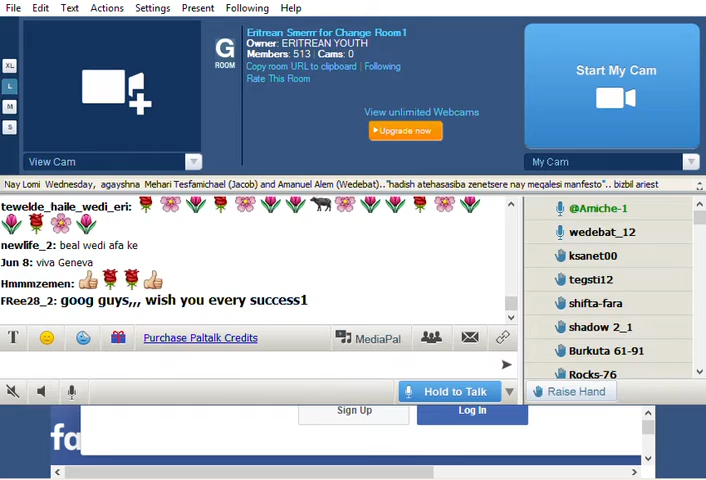 File Edit Text Actions Settings Present Following Help
XL
L
M
S
View Cam
G
ROOM
Eritrean Smerrr for Change Room1
Owner: ERITREAN YOUTH
Members: 513 | Cams: 0
Copy room URL to clipboard | Following
Rate This Room
View unlimited Webcams
Upgrade now
Start My Cam
My Cam
Nay Lomi Wednesday, agayshna Mehari Tesfamichael (Jacob) and Amanuel Alem (Wedebat).."hadish atehasasiba zenetsere nay meqalesi manfesto".. bizbil ariest
tewelde_haile_wedi_eri:
newlife_2: beal wedi afa ke
Jun 8: viva Geneva
Hmmmzemen:
FRee28_2: goog guys,,, wish you every success1
@Amiche-1
wedebat_12
ksanet00
tegsti12
shifta-fara
shadow 2_1
Burkuta 61-91
Rocks-76
T Purchase Paltalk Credits MediaPal
Hold to Talk
Raise Hand
Sign Up Log In
fa